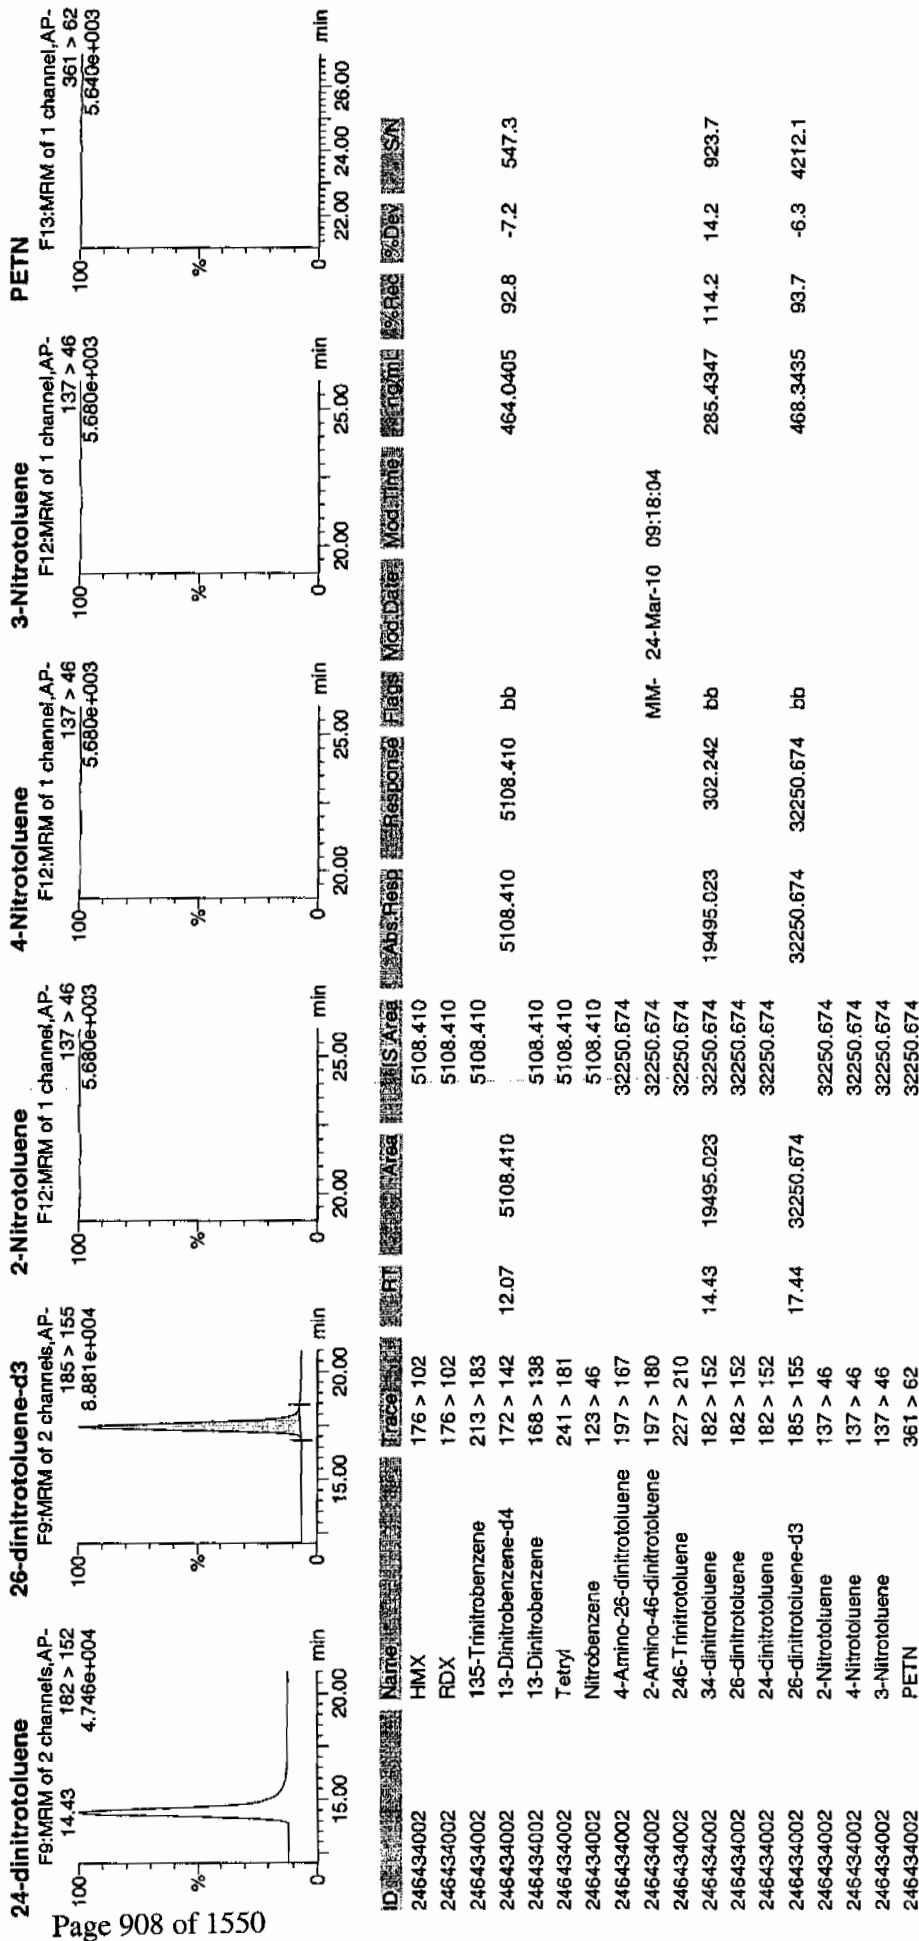 24-dinitrotoluene
F9:MRM of 2 channels,AP-
182 > 152
4.746e+004
14.43
100
%
0
15.00 20.00 min
26-dinitrotoluene-d3
F9:MRM of 2 channels,AP-
185 > 155
8.881e+004
100
%
0
15.00 20.00 min
2-Nitrotoluene
F12:MRM of 1 channel,AP-
137 > 46
5.680e+003
100
%
0
20.00 25.00 min
4-Nitrotoluene
F12:MRM of 1 channel,AP-
137 > 46
5.680e+003
100
%
0
20.00 25.00 min
3-Nitrotoluene
F12:MRM of 1 channel,AP-
137 > 46
5.680e+003
100
%
0
20.00 25.00 min
PETN
F13:MRM of 1 channel,AP-
361 > 62
5.640e+003
100
%
0
22.00 24.00 26.00 min
ID Name Trace RT Area IS Area Abs.Resp Response Flags Mod.Date Mod.Time ng/ml %Rec %Dev S/N
246434002 HMX 176 > 102 5108.410
246434002 RDX 176 > 102 5108.410
246434002 135-Trinitrobenzene 213 > 183 5108.410
246434002 13-Dinitrobenzene-d4 172 > 142 12.07 5108.410 5108.410 5108.410 bb 464.0405 92.8 -7.2 547.3
246434002 13-Dinitrobenzene 168 > 138 5108.410
246434002 Tetryl 241 > 181 5108.410
246434002 Nitrobenzene 123 > 46 5108.410
246434002 4-Amino-26-dinitrotoluene 197 > 167 32250.674
246434002 2-Amino-46-dinitrotoluene 197 > 180 32250.674 MM- 24-Mar-10 09:18:04
246434002 246-Trinitrotoluene 227 > 210 32250.674
246434002 34-dinitrotoluene 182 > 152 14.43 19495.023 32250.674 19495.023 302.242 bb 285.4347 114.2 14.2 923.7
246434002 26-dinitrotoluene 182 > 152 32250.674
246434002 24-dinitrotoluene 182 > 152 32250.674
246434002 26-dinitrotoluene-d3 185 > 155 17.44 32250.674 32250.674 32250.674 bb 468.3435 93.7 -6.3 4212.1
246434002 2-Nitrotoluene 137 > 46 32250.674
246434002 4-Nitrotoluene 137 > 46 32250.674
246434002 3-Nitrotoluene 137 > 46 32250.674
246434002 PETN 361 > 62 32250.674
Page 908 of 1550